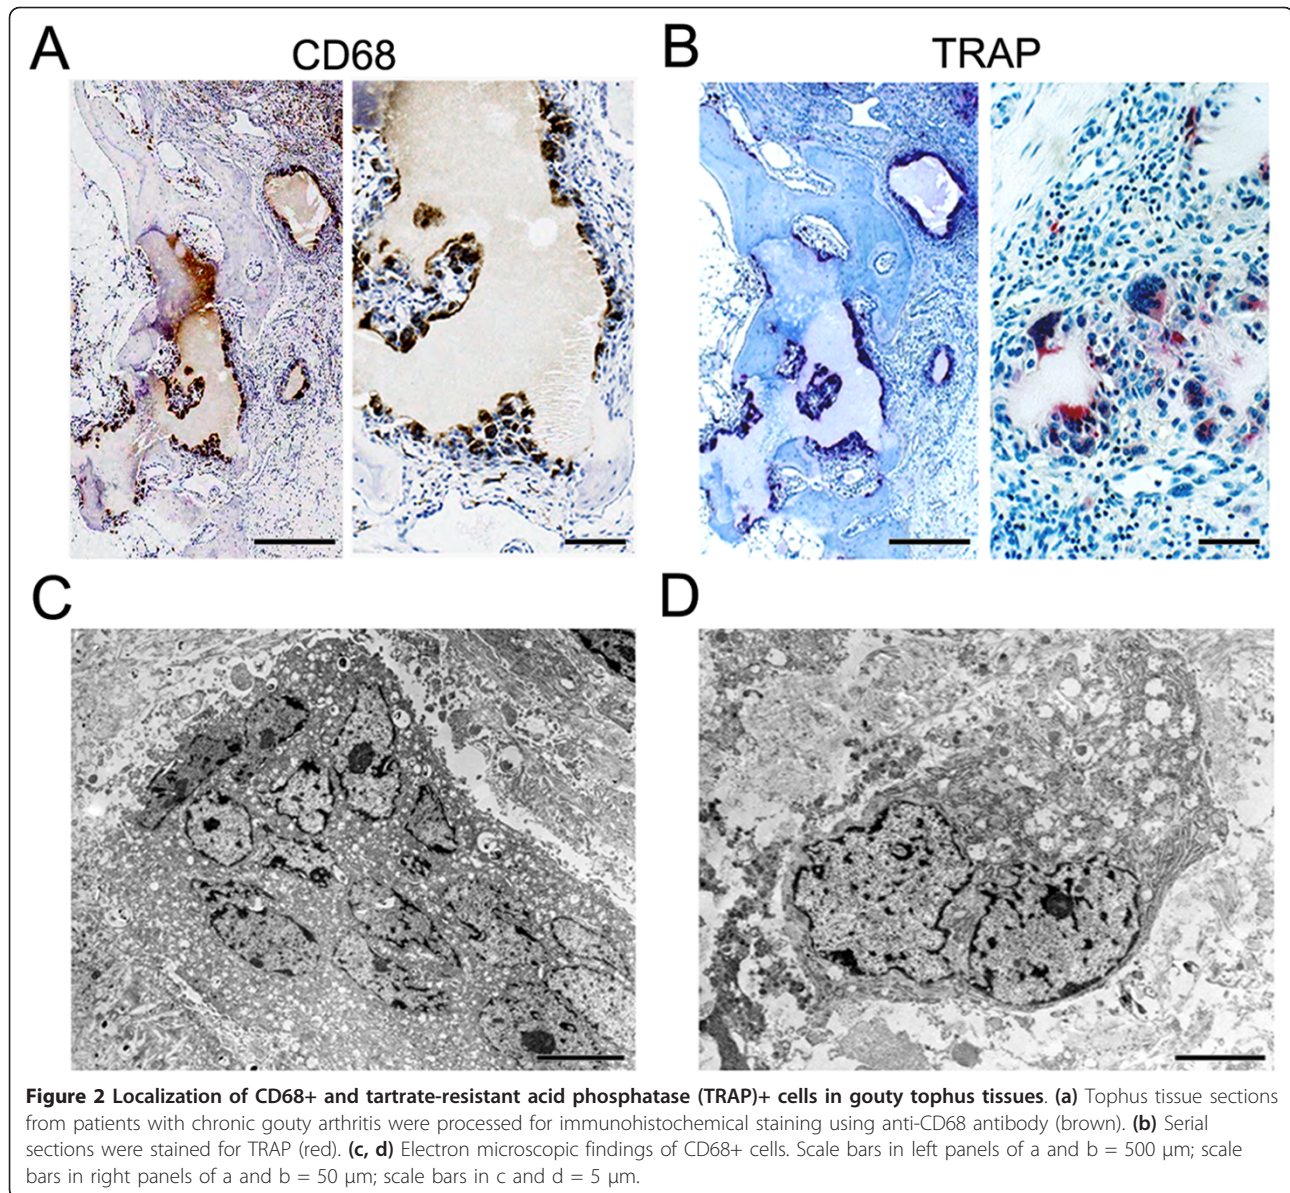 A
CD68
B
TRAP
C
D
Figure 2 Localization of CD68+ and tartrate-resistant acid phosphatase (TRAP)+ cells in gouty tophus tissues. (a) Tophus tissue sections
from patients with chronic gouty arthritis were processed for immunohistochemical staining using anti-CD68 antibody (brown). (b) Serial
sections were stained for TRAP (red). (c, d) Electron microscopic findings of CD68+ cells. Scale bars in left panels of a and b = 500 μm; scale
bars in right panels of a and b = 50 μm; scale bars in c and d = 5 μm.